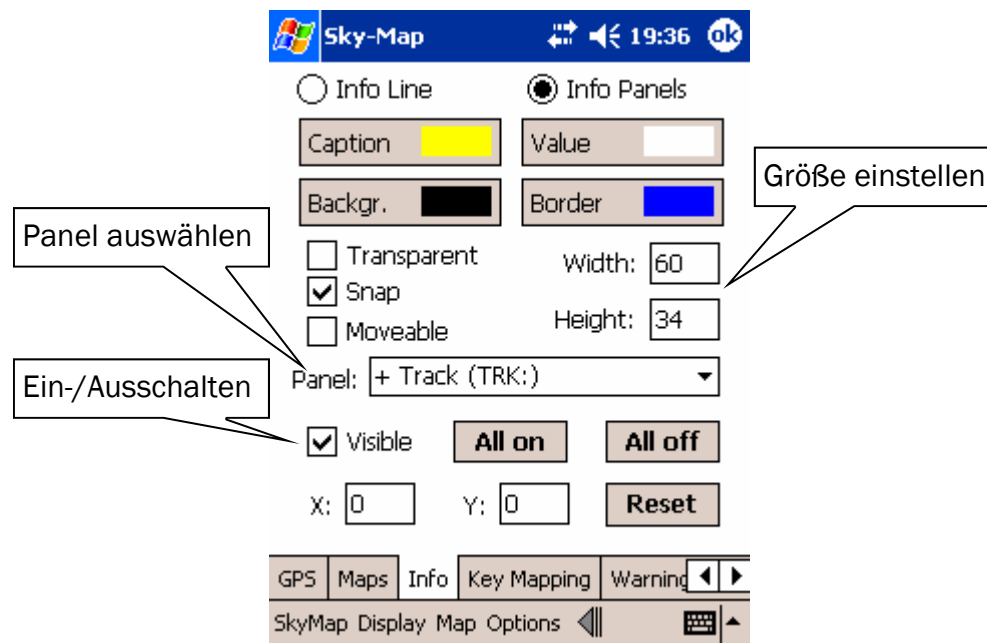 Sky-Map 19:36 ok
Info Line Info Panels
Caption Value
Backgr. Border
Größe einstellen
Panel auswählen
Transparent Width: 60
Snap
Moveable Height: 34
Ein-/Ausschalten
Panel: + Track (TRK:)
Visible All on All off
X: 0 Y: 0 Reset
GPS Maps Info Key Mapping Warning
SkyMap Display Map Options